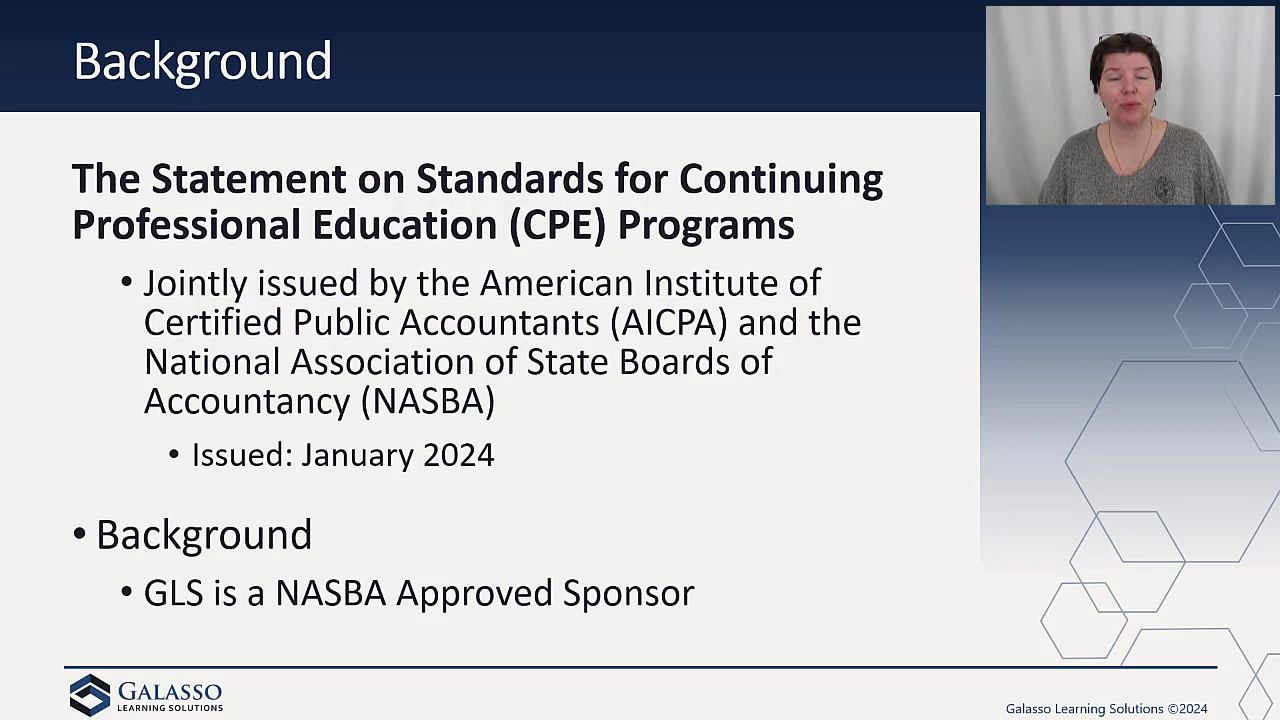 Background
The Statement on Standards for Continuing
Professional Education (CPE) Programs
• Jointly issued by the American Institute of
Certified Public Accountants (AICPA) and the
National Association of State Boards of
Accountancy (NASBA)
• Issued: January 2024
• Background
• GLS is a NASBA Approved Sponsor
GALASSO
LEARNING SOLUTIONS
Galasso Learning Solutions ©2024